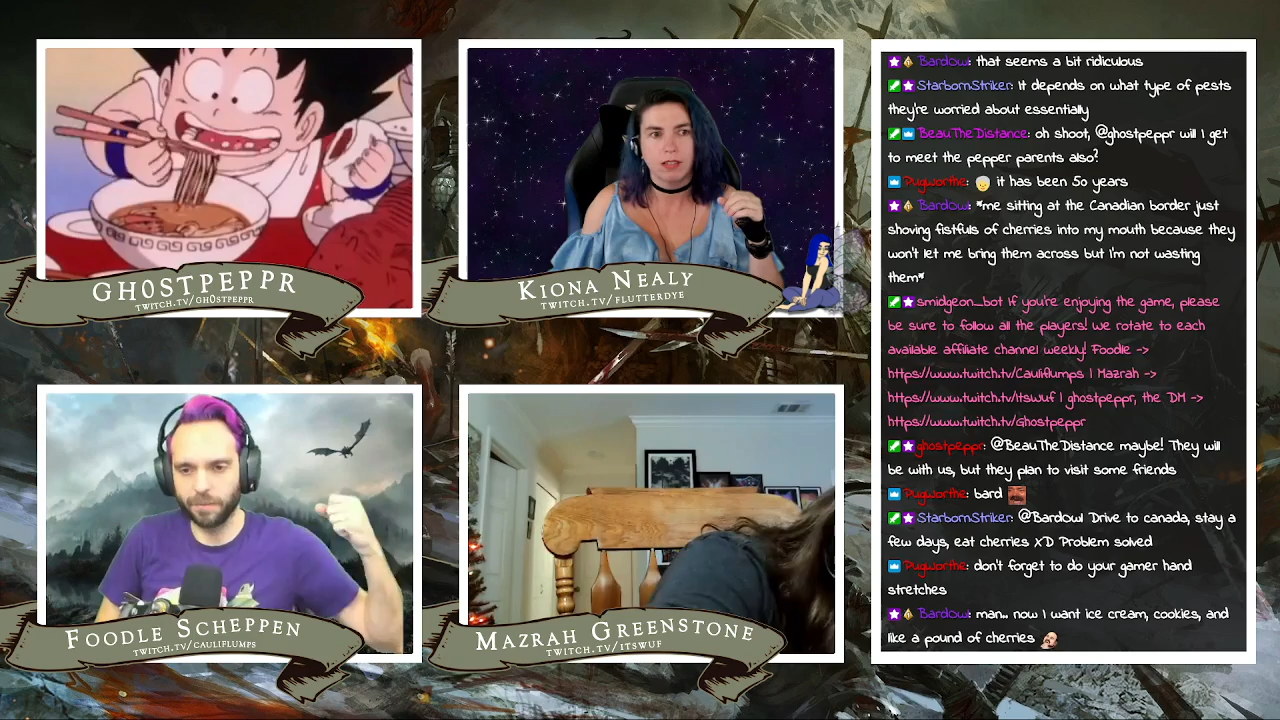 GH0STPEPPR
TWITCH.TV/GH0STPEPPR
KIONA NEALY
TWITCH.TV/FLUTTERDYE
FOODLE SCHEPPEN
TWITCH.TV/CAULIFLUMPS
MAZRAH GREENSTONE
TWITCH.TV/ITSWUF
Bardowl: that seems a bit ridiculous
StarbornStriker: It depends on what type of pests
they're worried about essentially
BeauTheDistance: oh shoot, @ghostpeppr will I get
to meet the pepper parents also?
Pugworthe: it has been 50 years
Bardowl: *me sitting at the Canadian border just
shoving fistfuls of cherries into my mouth because they
won't let me bring them across but i'm not wasting
them*
smidgeon_bot If you're enjoying the game, please
be sure to follow all the players! we rotate to each
available affiliate channel weekly! Foodle ->
https://www.twitch.tv/Cauliflumps | Mazrah ->
https://www.twitch.tv/Itswuf | ghostpeppr, the DM ->
https://www.twitch.tv/Ghostpeppr
ghostpeppr: @BeauTheDistance maybe! They will
be with us, but they plan to visit some friends
Pugworthe: bard
StarbornStriker: @Bardowl Drive to canada, stay a
few days, eat cherries XD Problem solved
Pugworthe: don't forget to do your gamer hand
stretches
Bardowl: man.. now I want ice cream, cookies, and
like a pound of cherries